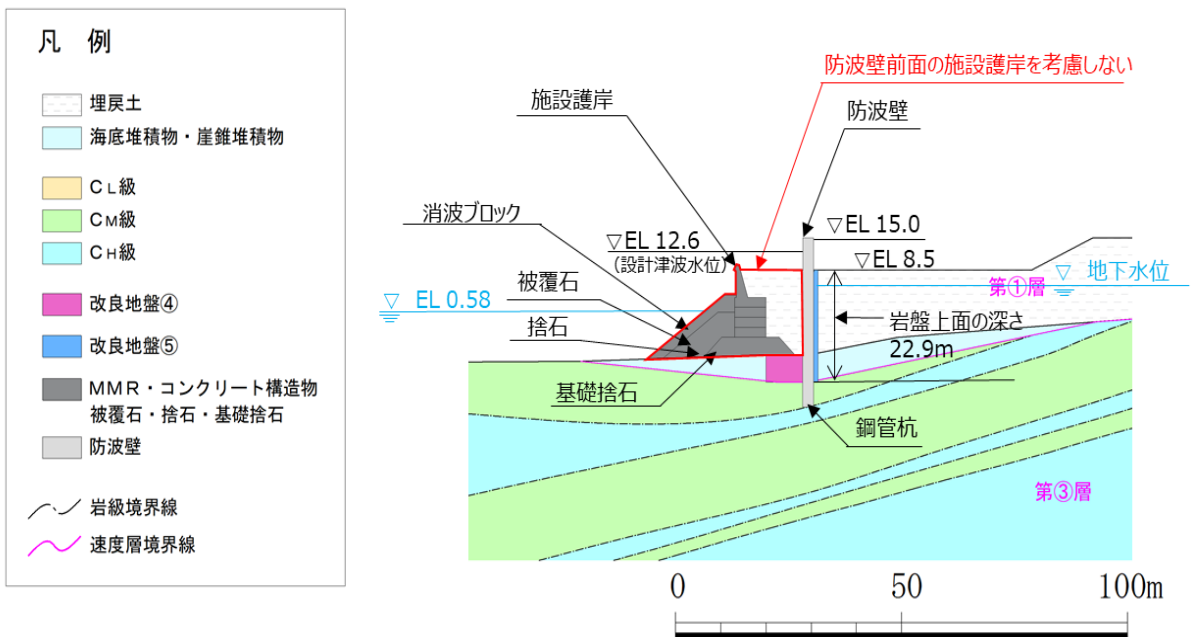 凡 例
埋戻土
海底堆積物・崖錐堆積物
CL級
CM級
CH級
改良地盤④
改良地盤⑤
MMR・コンクリート構造物
被覆石・捨石・基礎捨石
防波壁
岩級境界線
速度層境界線
防波壁前面の施設護岸を考慮しない
施設護岸
防波壁
消波ブロック
▽EL 12.6
(設計津波水位)
▽EL 15.0
▽EL 8.5
被覆石
▽ EL 0.58
捨石
基礎捨石
第①層
▽ 地下水位
岩盤上面の深さ
22.9m
鋼管杭
第③層
0 50 100m